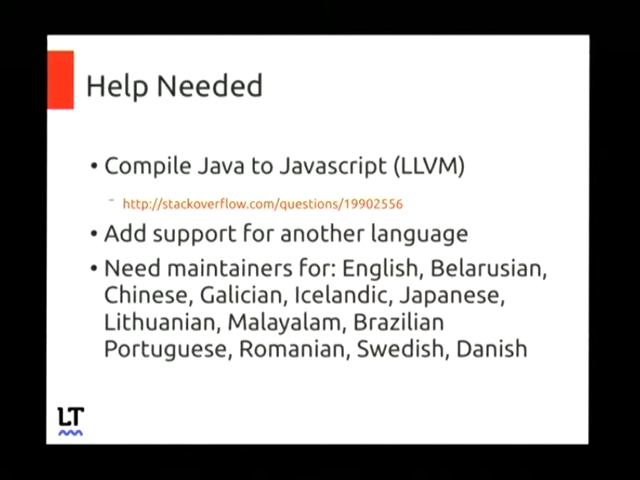 Help Needed
• Compile Java to Javascript (LLVM)
– http://stackoverflow.com/questions/19902556
• Add support for another language
• Need maintainers for: English, Belarusian,
Chinese, Galician, Icelandic, Japanese,
Lithuanian, Malayalam, Brazilian
Portuguese, Romanian, Swedish, Danish
LT